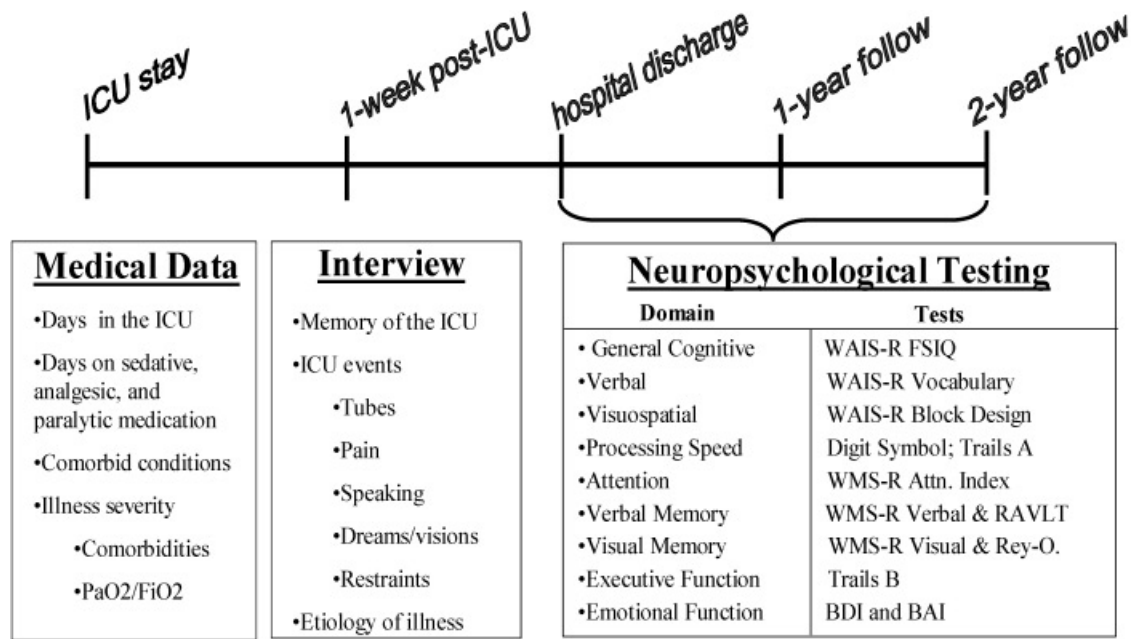 ICU stay
1-week post-ICU
hospital discharge
1-year follow
2-year follow
Medical Data
•Days in the ICU
•Days on sedative,
analgesic, and
paralytic medication
•Comorbid conditions
•Illness severity
•Comorbidities
•PaO2/FiO2
Interview
•Memory of the ICU
•ICU events
•Tubes
•Pain
•Speaking
•Dreams/visions
•Restraints
•Etiology of illness
Neuropsychological Testing
Domain Tests
• General Cognitive WAIS-R FSIQ
•Verbal WAIS-R Vocabulary
•Visuospatial WAIS-R Block Design
•Processing Speed Digit Symbol; Trails A
•Attention WMS-R Attn. Index
•Verbal Memory WMS-R Verbal & RAVLT
•Visual Memory WMS-R Visual & Rey-O.
•Executive Function Trails B
•Emotional Function BDI and BAI